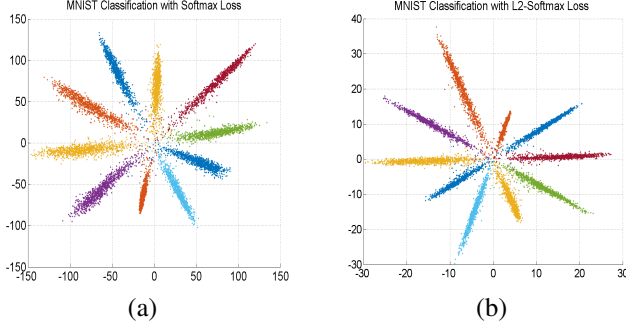 MNIST Classification with Softmax Loss
150
100
50
0
-50
-100
-150
-150 -100 -50 0 50 100 150
(a)
MNIST Classification with L2-Softmax Loss
40
30
20
10
0
-10
-20
-30
-30 -20 -10 0 10 20 30
(b)